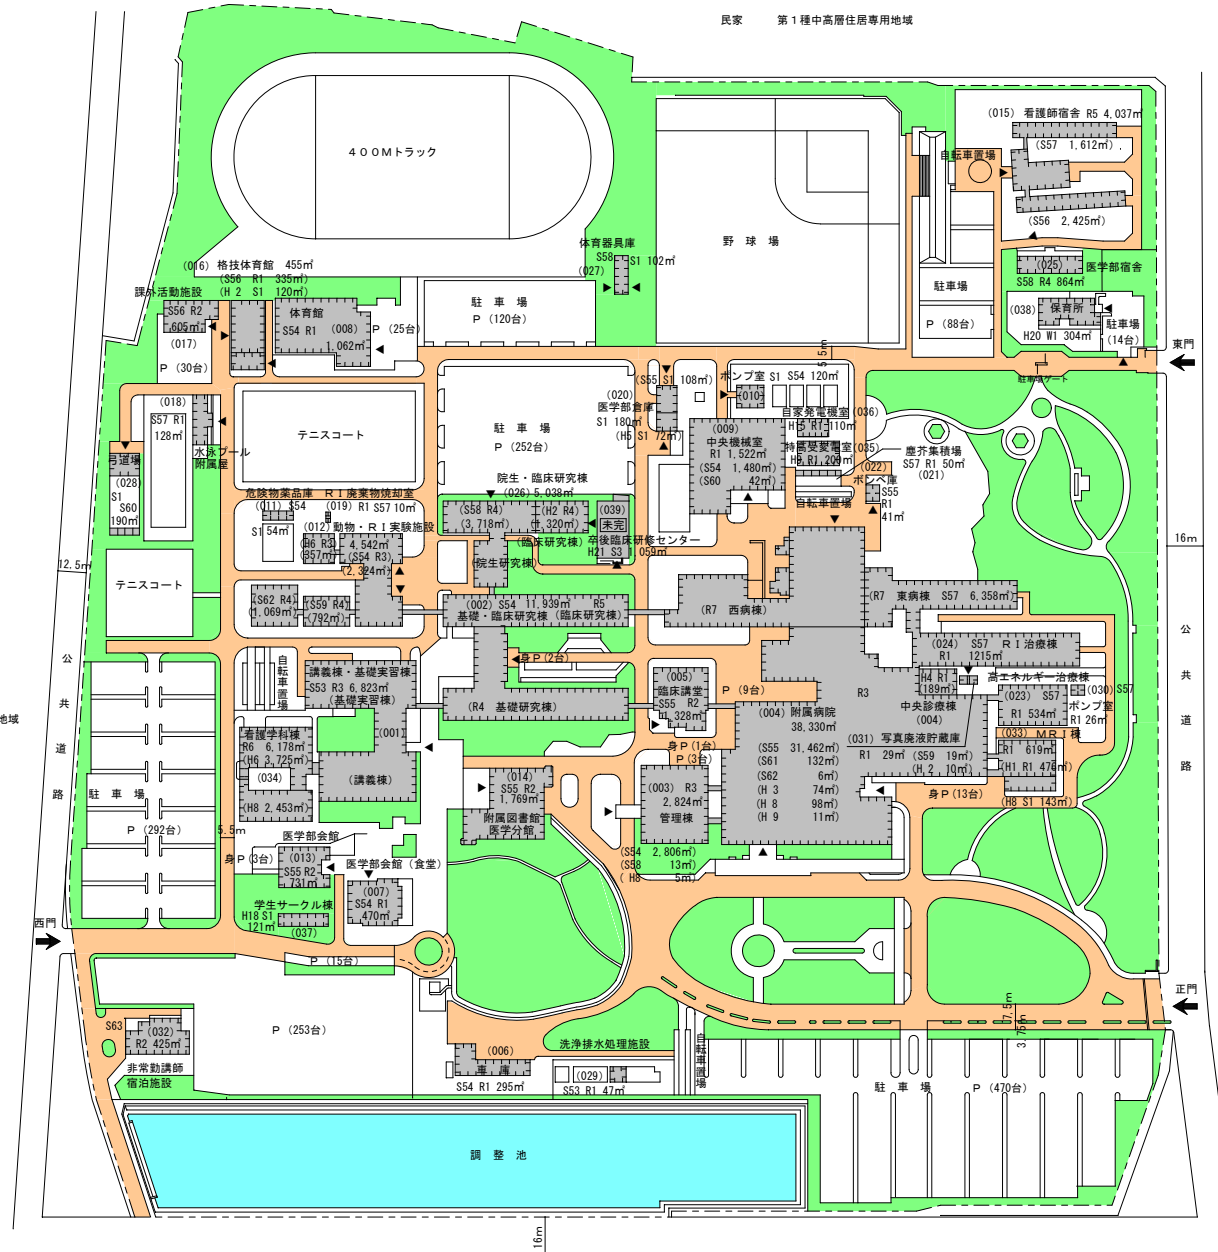 民家　　第１種中高層住居専用地域
４００Ｍトラック
(015) 看護師宿舎 R5 4,037㎡
(S57 1,612㎡).
自転車置場
(S56 2,425㎡)
(025)
医学部宿舎
S58 R4 864㎡
(038)
保育所
H20 W1 304㎡
駐車場
(14台)
東門
駐車場ゲート
野 球 場
駐車場
P (88台)
体育器具庫
S58
S1 102㎡
(027)
(016) 格技体育館 455㎡
(S56 R1 335㎡)
(H 2 S1 120㎡)
課外活動施設
S56 R2
605㎡
(017)
P (30台)
体育館
S54 R1 (008)
1,062㎡
P (25台)
駐 車 場
P (120台)
5.5m
(018)
S57 R1
128㎡
水泳プール
附属屋
弓道場
(028)
S1
S60
190㎡
テニスコート
駐 車 場
P (252台)
(S55 S1 108㎡)
(020)
医学部倉庫
S1 180㎡
(H5 S1 72㎡)
ポンプ室 S1 S54 120㎡
(010)
自家発電機室(036)
H15 R1 110㎡
(009)
中央機械室
R1 1,522㎡
(S54 1,480㎡)
(S60 42㎡)
特高受変電室(035)
(022)
ボンベ庫
S55
R1
41㎡
塵芥集積場
S57 R1 50㎡
(021)
自転車置場
院生・臨床研究棟
(026) 5,038㎡
(S58 R4)
(3,718㎡)
(H2 R4)
1,320㎡)
(039)
未完
(臨床研究棟)
卒後臨床研修センター
H21 S3 1,059㎡
(院生研究棟)
危険物薬品庫　ＲＩ廃棄物焼却室
(011) S54
(019) R1 S57 10㎡
S1 54㎡
(012) 動物・ＲＩ実験施設
(H6 R3)
(357㎡)
4,542㎡
(S54 R3)
(2,324㎡)
(S62 R4)
(1,069㎡)
(S59 R4)
(792㎡)
12.5m
16m
テニスコート
(002) S54 11,939㎡ R5
基礎・臨床研究棟 (臨床研究棟)
(R7 西病棟)
(R7 東病棟 S57 6,358㎡)
(024) S57 ＲＩ治療棟
R1 1215㎡
身P(2台)
自転車置場
講義棟・基礎実習棟
S53 R3 6,823㎡
(基礎実習棟)
(001)
(講義棟)
(R4 基礎研究棟)
(005)
臨床講堂
S55 R2
328㎡
P (9台)
R3
H4 R1
(189㎡)
高エネルギー治療棟
(023) S57
R1 534㎡
(030) S57
ポンプ室
R1 26㎡
中央診療棟
(004)
(004) 附属病院
38,330㎡
(031) 写真廃液貯蔵庫
R1 29㎡
(S59 19㎡)
(H 2 10㎡)
(033) ＭＲＩ棟
R1 619㎡
(H1 R1 476㎡)
(H8 S1 143㎡)
身P(13台)
(S55 31,462㎡)
(S61 132㎡)
(S62 6㎡)
(H 3 74㎡)
(H 8 98㎡)
(H 9 11㎡)
身P(1台)
P(3台)
(003) R3
2,824㎡
管理棟
(S54 2,806㎡)
(S58 13㎡)
( H8 5㎡)
看護学科棟
R6 6,178㎡
(H6 3,725㎡)
(034)
(H8 2,453㎡)
(014)
S55 R2
1,769㎡
附属図書館
医学分館
地域
公共道路
公共道路
駐 車 場
P (292台)
5.5m
医学部会館
身P(3台)
(013)
S55 R2
731㎡
医学部会館（食堂）
(007)
S54 R1
470㎡
学生サークル棟
H18 S1
121㎡
(037)
西門
P (15台)
正門
7.5m
3.75m
P (253台)
S63
(032)
R2 425㎡
非常勤講師
宿泊施設
(006)
車 庫
S54 R1 295㎡
洗浄排水処理施設
(029)
S53 R1 47㎡
自転車置場
駐 車 場　P (470台)
調 整 池
16m